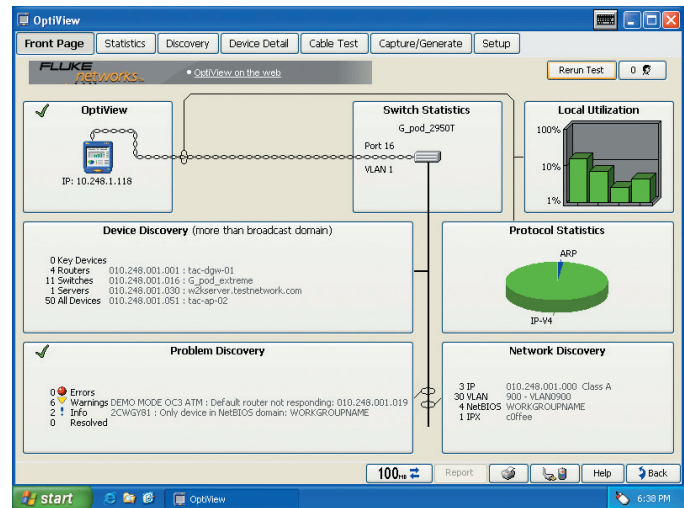 OptiView
Front Page Statistics Discovery Device Detail Cable Test Capture/Generate Setup
FLUKE networks. • OptiView on the web Rerun Test 0
OptiView
IP: 10.248.1.118
Switch Statistics
G_pod_2950T
Port 16
VLAN 1
Local Utilization
100%
10%
1%
Device Discovery (more than broadcast domain)
0 Key Devices
4 Routers 010.248.001.001 : tac-dgw-01
11 Switches 010.248.001.016 : G_pod_extreme
1 Servers 010.248.001.030 : w2kserver.testnetwork.com
50 All Devices 010.248.001.051 : tac-ap-02
Protocol Statistics
ARP
IP-V4
Problem Discovery
0 Errors
6 Warnings DEMO MODE OC3 ATM : Default router not responding: 010.248.001.019
2 Info 2CWGY81 : Only device in NetBIOS domain: WORKGROUPNAME
0 Resolved
Network Discovery
3 IP 010.248.001.000 Class A
30 VLAN 900 - VLAN0900
4 NetBIOS WORKGROUPNAME
1 IPX c0ffee
100MB Report Help Back
start OptiView 6:38 PM